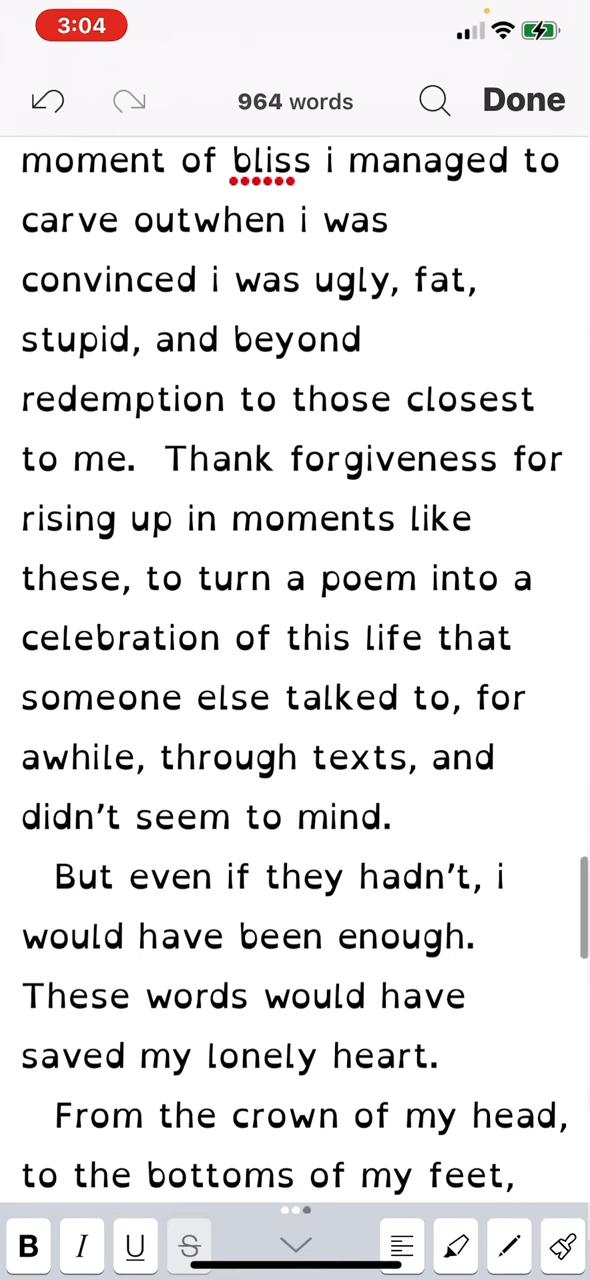 3:04
964 words
Done
moment of bliss i managed to
carve outwhen i was
convinced i was ugly, fat,
stupid, and beyond
redemption to those closest
to me.  Thank forgiveness for
rising up in moments like
these, to turn a poem into a
celebration of this life that
someone else talked to, for
awhile, through texts, and
didn't seem to mind.
But even if they hadn't, i
would have been enough.
These words would have
saved my lonely heart.
From the crown of my head,
to the bottoms of my feet,
B I U S